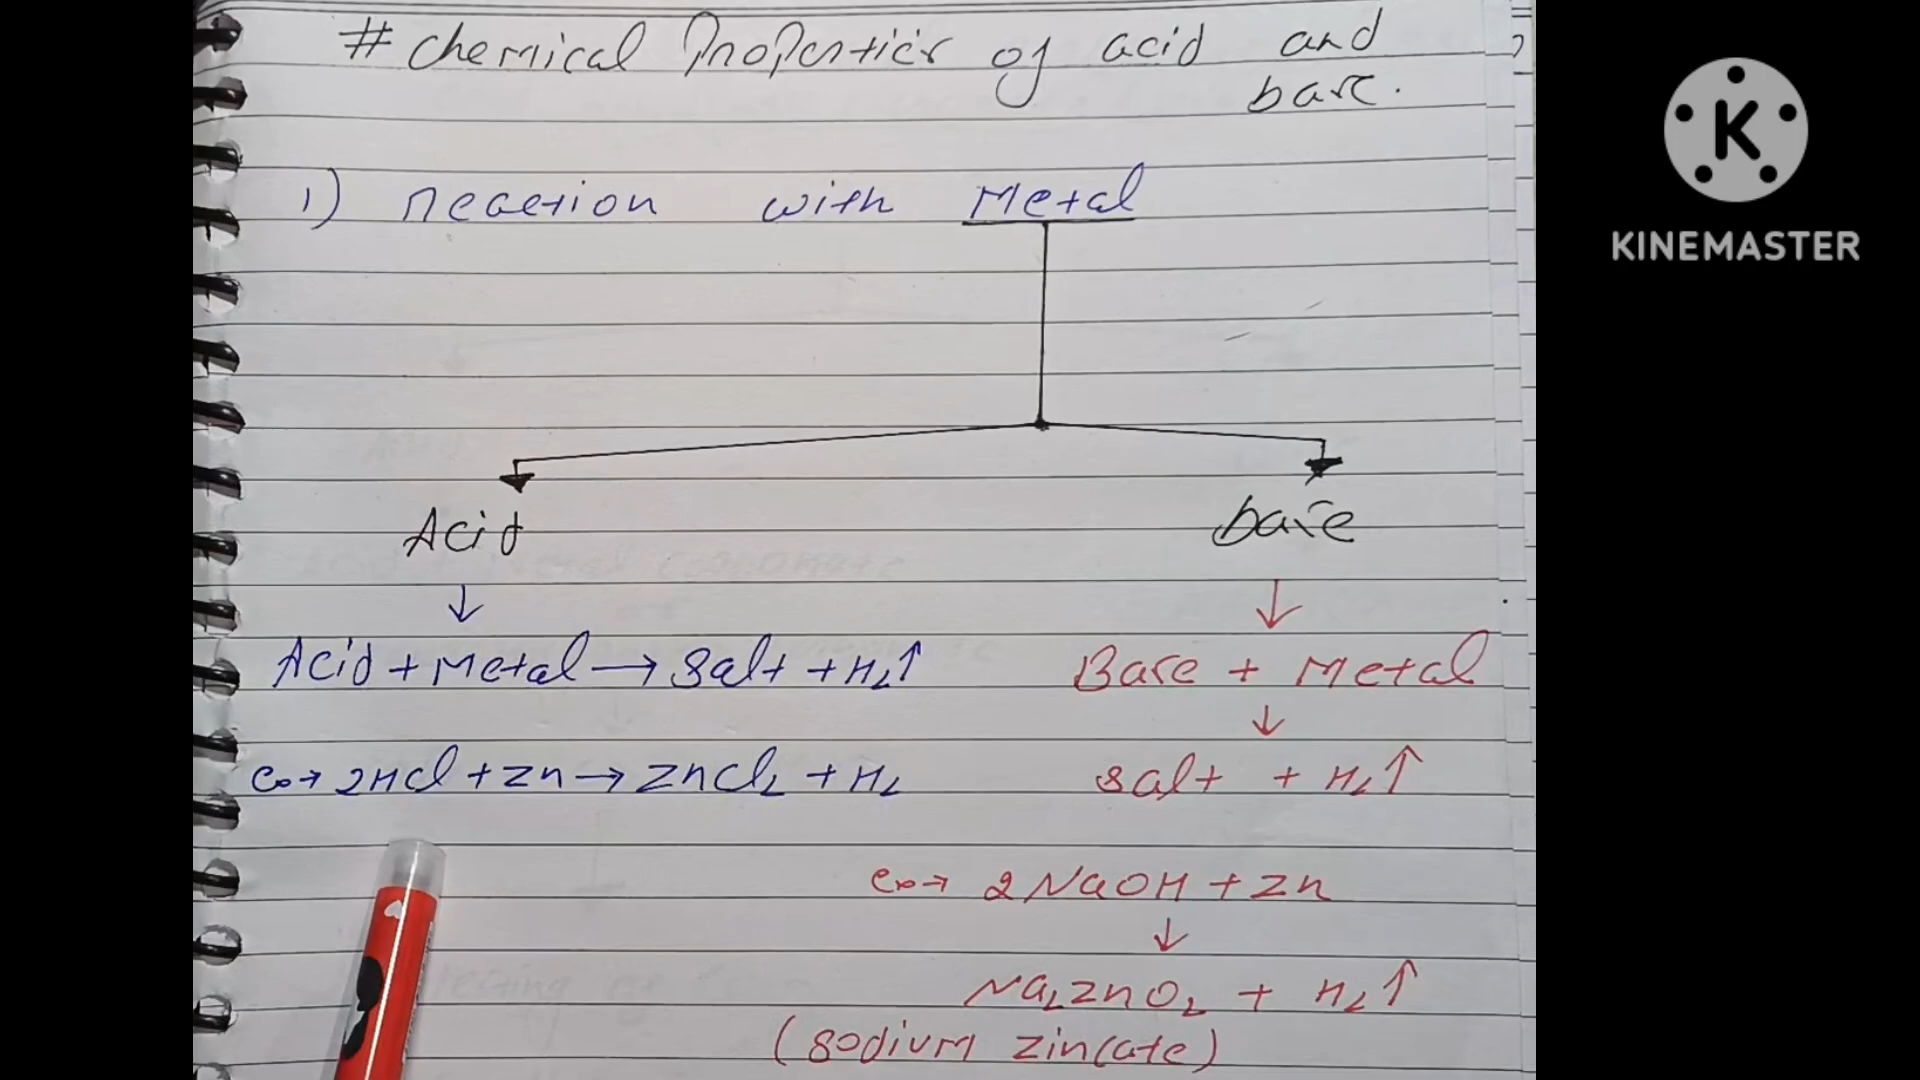 # chemical Properties of acid and
base.
1) Reaction with Metal
Acid
base
↓
↓
Acid + Metal → Salt + H₂↑
Base + Metal
↓
ex→ 2HCl + Zn → ZnCl₂ + H₂
Salt + H₂↑
ex→ 2NaOH + Zn
↓
Na₂ZnO₂ + H₂↑
(Sodium Zincate)
K
KINEMASTER